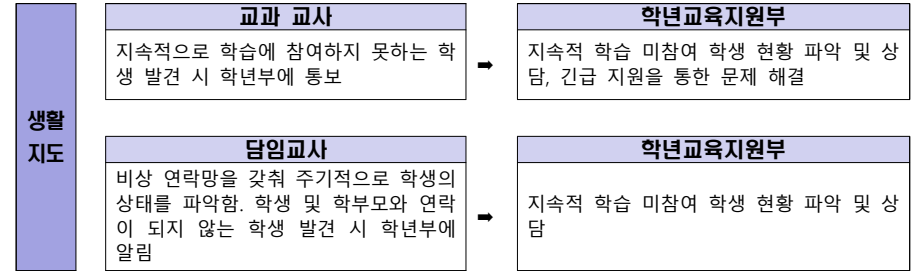 생활
지도
교과 교사
지속적으로 학습에 참여하지 못하는 학
생 발견 시 학년부에 통보
➡
학년교육지원부
지속적 학습 미참여 학생 현황 파악 및 상
담, 긴급 지원을 통한 문제 해결
담임교사
비상 연락망을 갖춰 주기적으로 학생의
상태를 파악함. 학생 및 학부모와 연락
이 되지 않는 학생 발견 시 학년부에
알림
➡
학년교육지원부
지속적 학습 미참여 학생 현황 파악 및 상
담